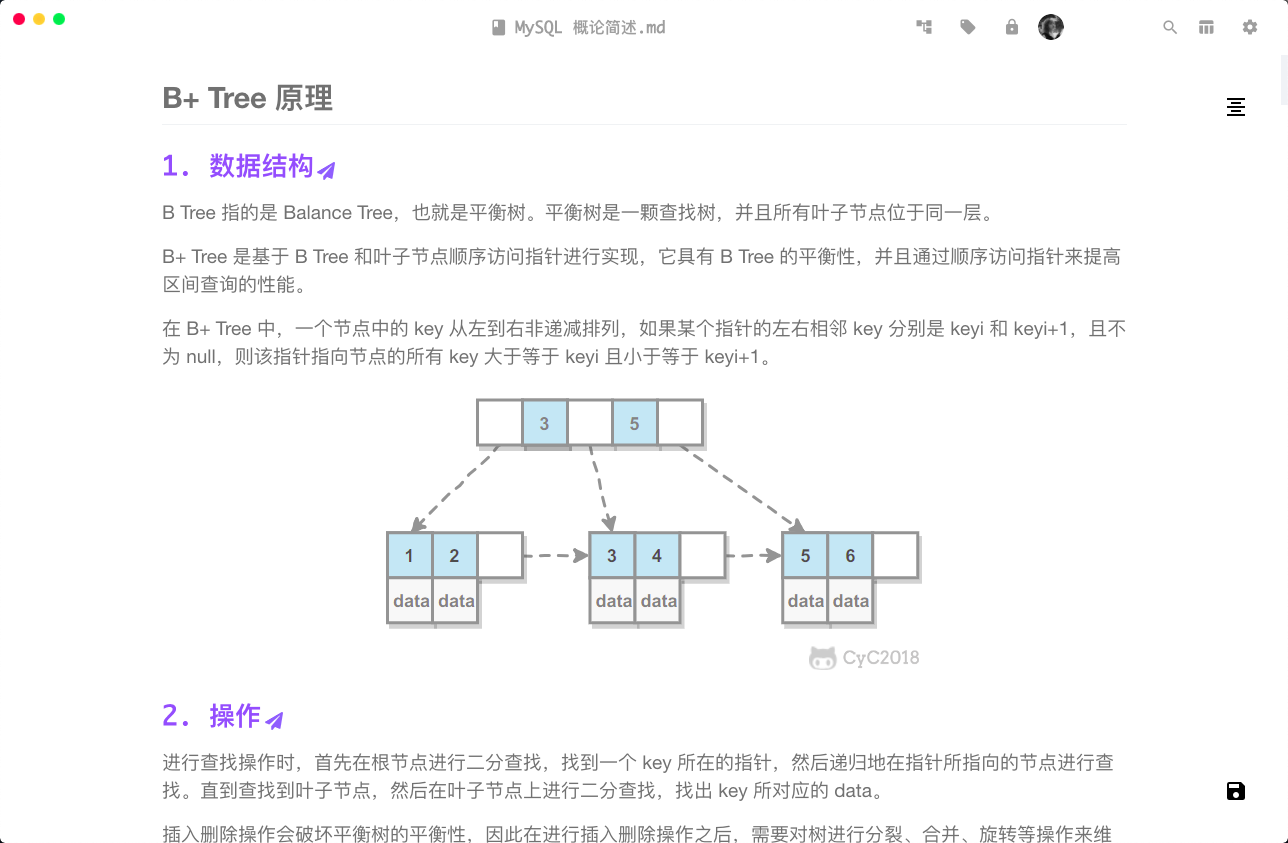 MySQL 概论简述.md
B+ Tree 原理
1. 数据结构
B Tree 指的是 Balance Tree，也就是平衡树。平衡树是一颗查找树，并且所有叶子节点位于同一层。
B+ Tree 是基于 B Tree 和叶子节点顺序访问指针进行实现，它具有 B Tree 的平衡性，并且通过顺序访问指针来提高
区间查询的性能。
在 B+ Tree 中，一个节点中的 key 从左到右非递减排列，如果某个指针的左右相邻 key 分别是 keyi 和 keyi+1，且不
为 null，则该指针指向节点的所有 key 大于等于 keyi 且小于等于 keyi+1。
3 5
1 2 3 4 5 6
data data data data data data
CyC2018
2. 操作
进行查找操作时，首先在根节点进行二分查找，找到一个 key 所在的指针，然后递归地在指针所指向的节点进行查
找。直到查找到叶子节点，然后在叶子节点上进行二分查找，找出 key 所对应的 data。
插入删除操作会破坏平衡树的平衡性，因此在进行插入删除操作之后，需要对树进行分裂、合并、旋转等操作来维